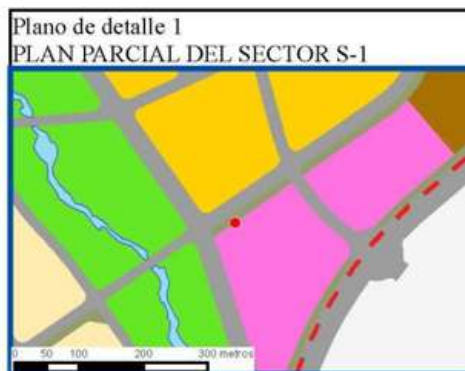 Plano de detalle 1
PLAN PARCIAL DEL SECTOR S-1
0 50 100 200 300 metros